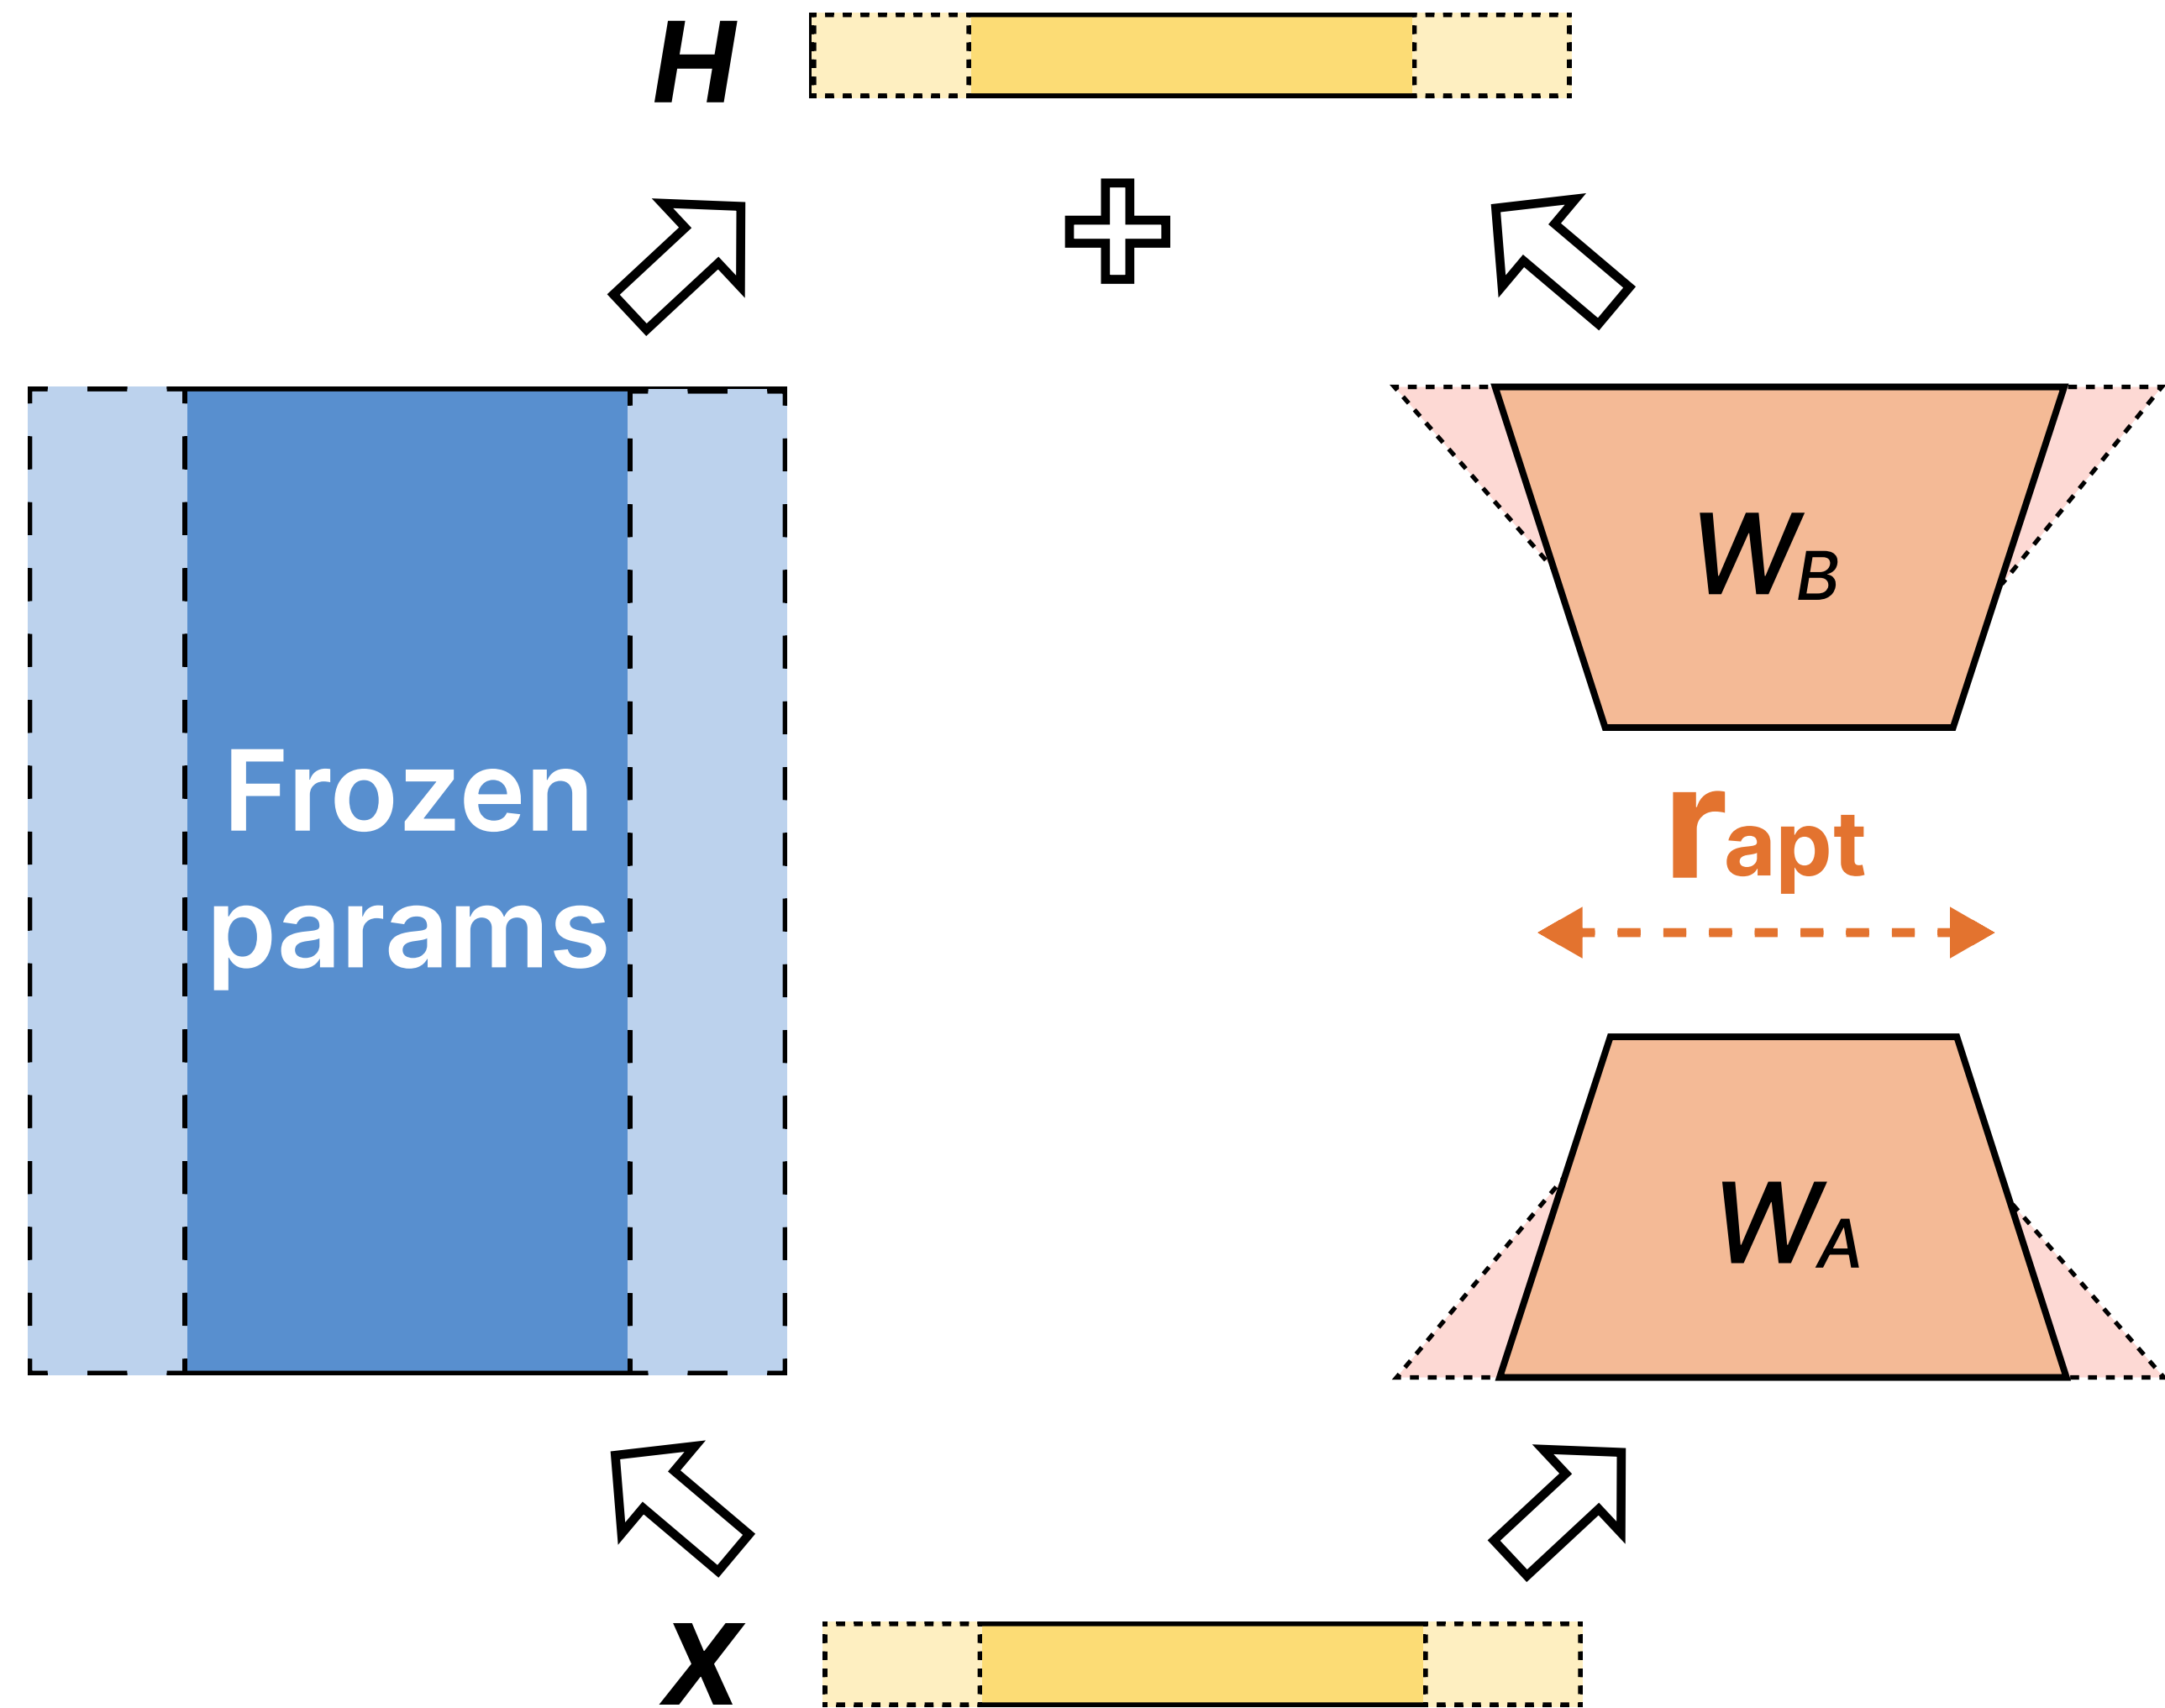 H
W_B
Frozen
params
r_apt
W_A
X